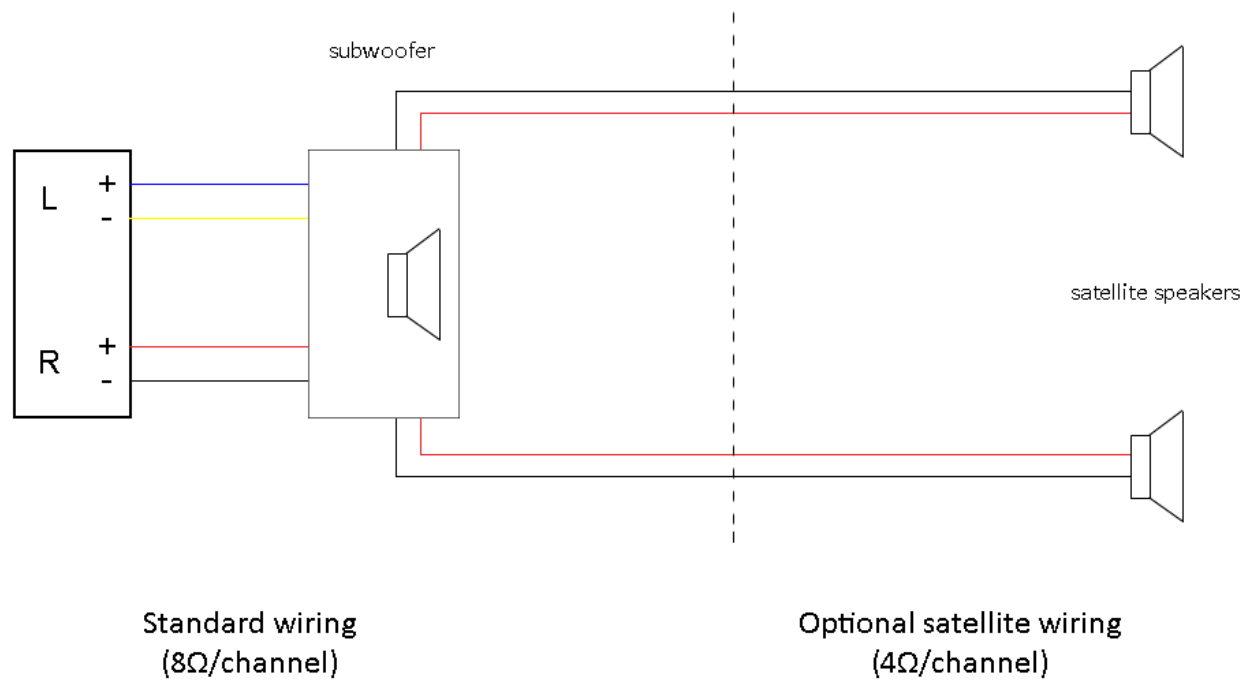 subwoofer
L +
-
R +
-
satellite speakers
Standard wiring
(8Ω/channel)
Optional satellite wiring
(4Ω/channel)